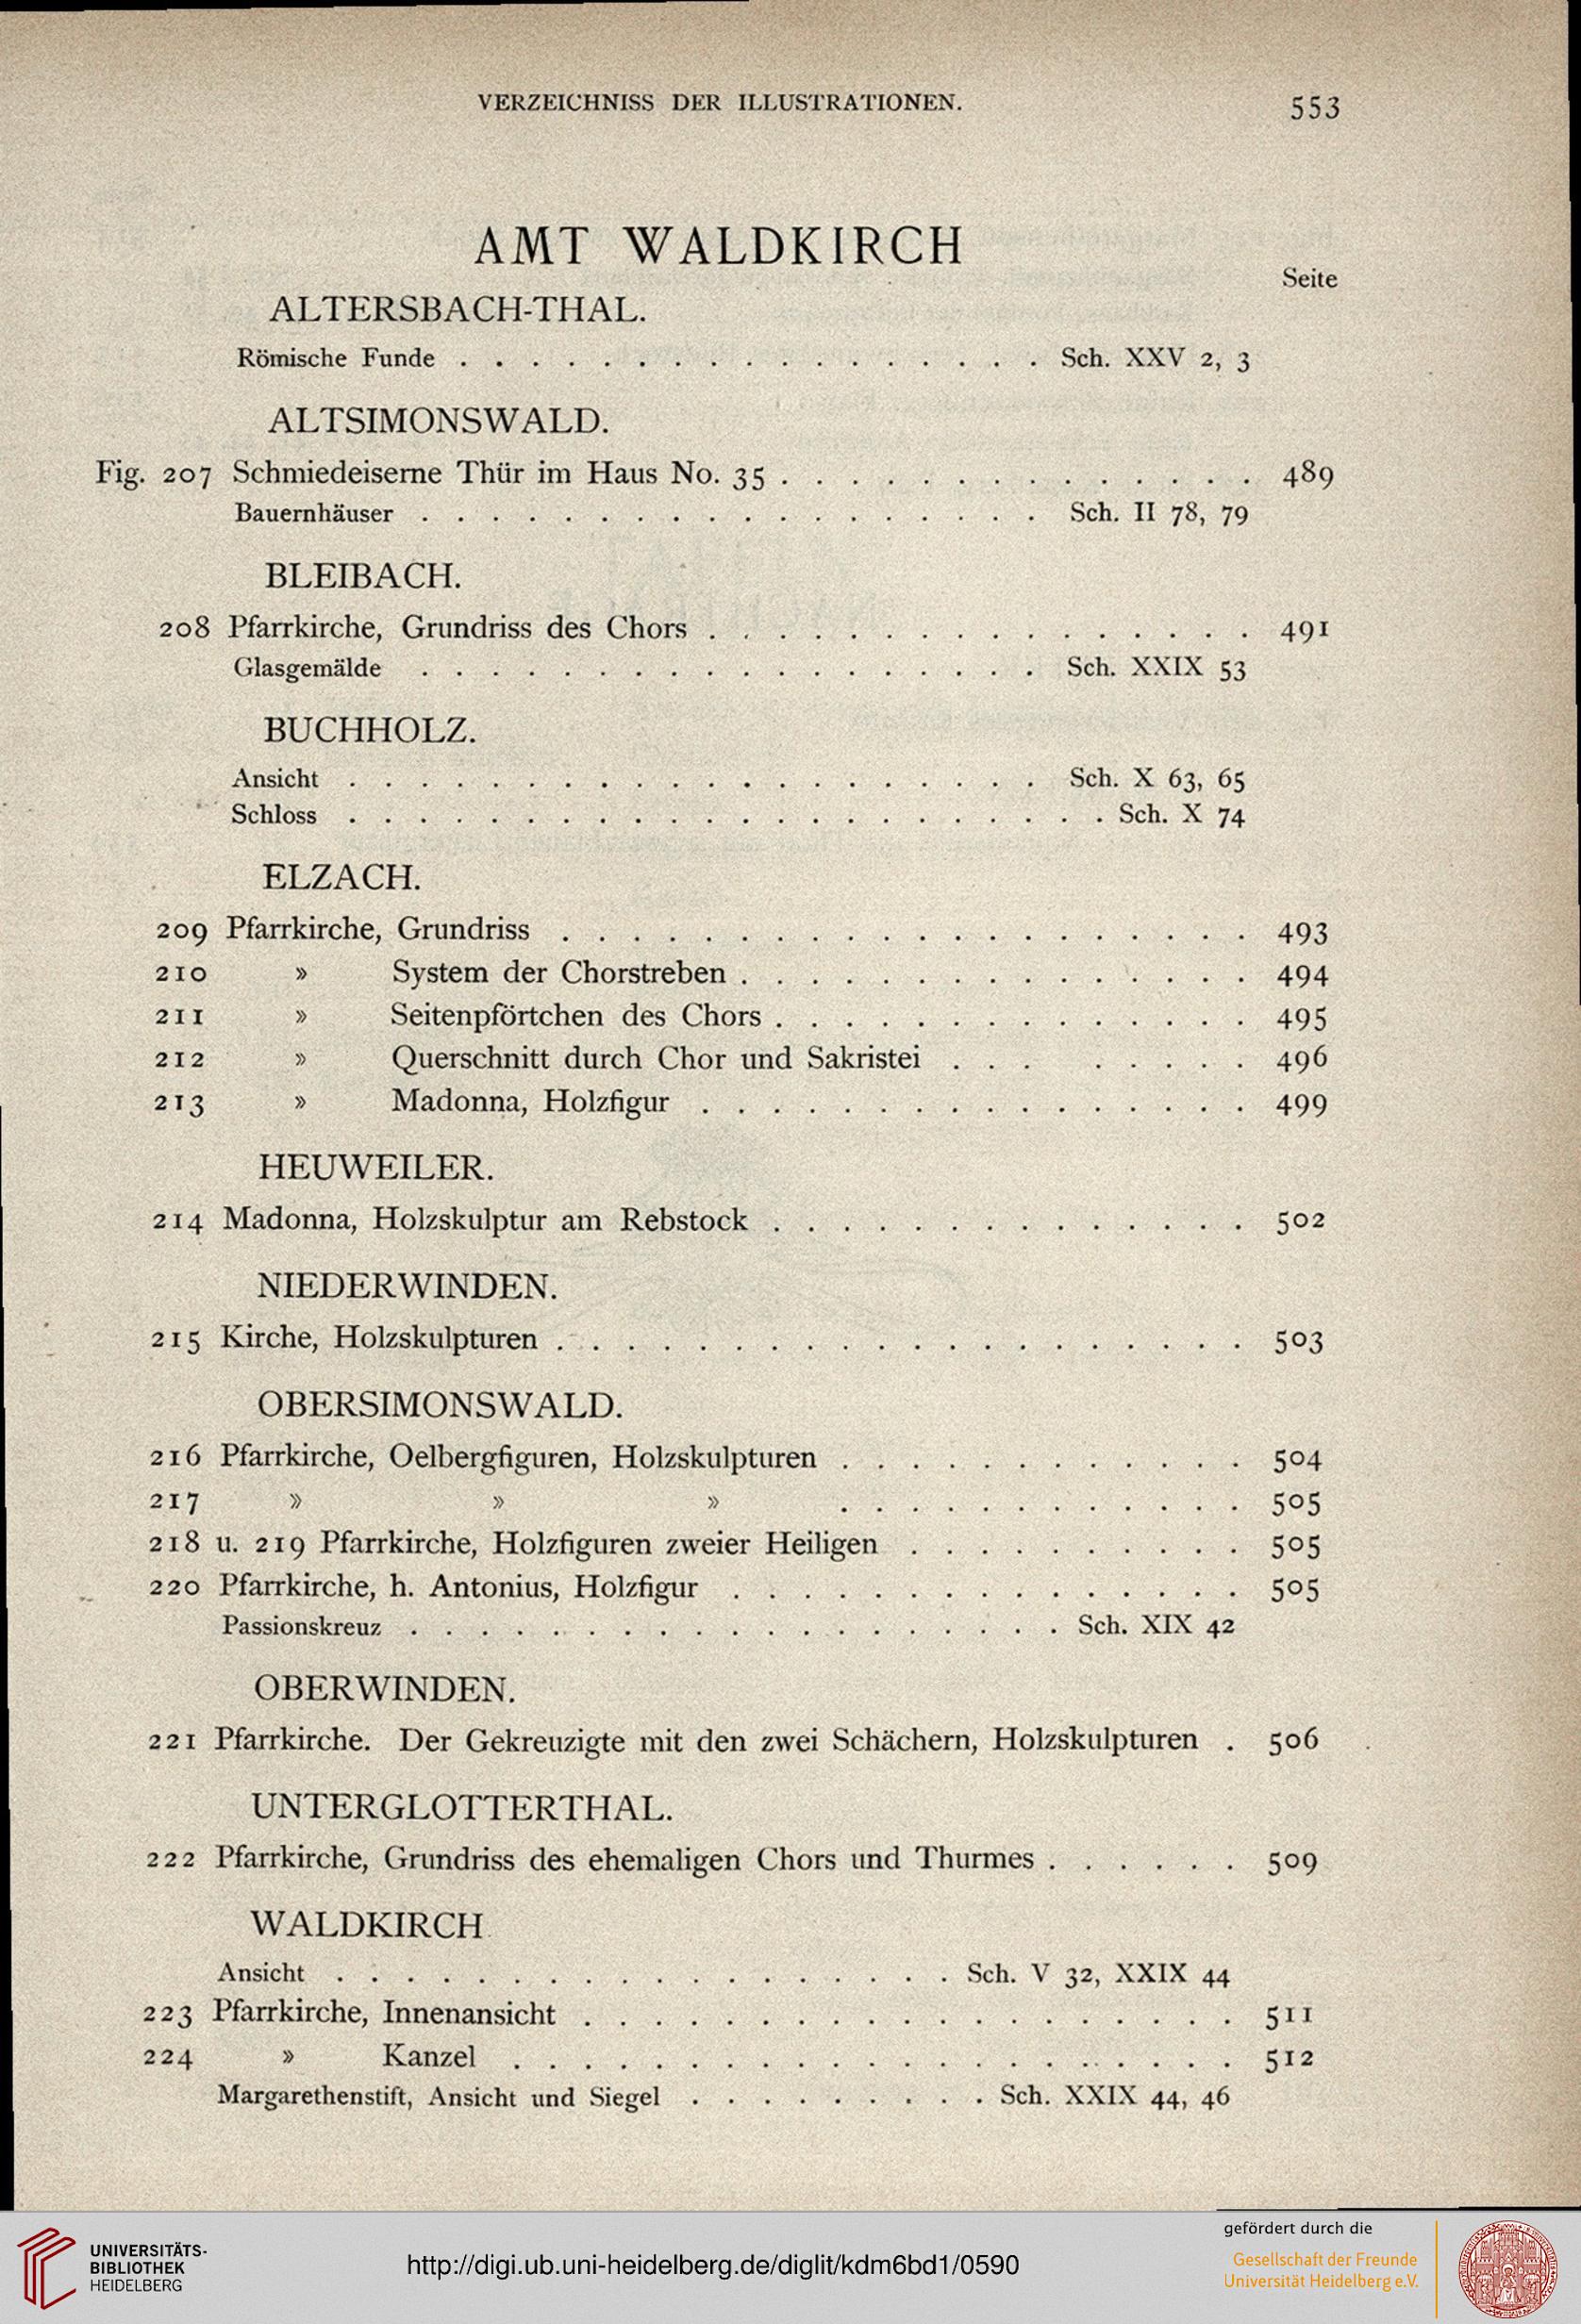 VERZEICHNISS DER ILLUSTRATIONEN. 553
AMT WALDKIRCH
Seite
ALTERSBACH-THAL.
Römische Funde . . . . . . . . . . . . . . . . . Sch. XXV 2, 3
ALTSIMONSWALD.
Fig. 207 Schmiedeiserne Thür im Haus No. 35 . . . . . . . . . . . . . . 489
Bauernhäuser . . . . . . . . . . . . . . . . . . Sch. II 78, 79
BLEIBACH.
208 Pfarrkirche, Grundriss des Chors . . . . . . . . . . . . . . . . 491
Glasgemälde . . . . . . . . . . . . . . . . . . Sch. XXIX 53
BUCHHOLZ.
Ansicht . . . . . . . . . . . . . . . . . . . . Sch. X 63, 65
Schloss . . . . . . . . . . . . . . . . . . . . . . Sch. X 74
ELZACH.
209 Pfarrkirche, Grundriss . . . . . . . . . . . . . . . . . . . . 493
210 » System der Chorstreben . . . . . . . . . . . . . . . 494
211 » Seitenpförtchen des Chors . . . . . . . . . . . . . . 495
212 » Querschnitt durch Chor und Sakristei . . . . . . . . 496
213 » Madonna, Holzfigur . . . . . . . . . . . . . . . . 499
HEUWEILER.
214 Madonna, Holzskulptur am Rebstock . . . . . . . . . . . . . . 502
NIEDERWINDEN.
215 Kirche, Holzskulpturen . . . . . . . . . . . . . . . . . . . . 503
OBERSIMONSWALD.
216 Pfarrkirche, Oelbergfiguren, Holzskulpturen . . . . . . . . . . . . 504
217 » » » . . . . . . . . . . . . 505
218 u. 219 Pfarrkirche, Holzfiguren zweier Heiligen . . . . . . . . . . 505
220 Pfarrkirche, h. Antonius, Holzfigur . . . . . . . . . . . . . . . 505
Passionskreuz . . . . . . . . . . . . . . . . . . . Sch. XIX 42
OBERWINDEN.
221 Pfarrkirche. Der Gekreuzigte mit den zwei Schächern, Holzskulpturen . 506
UNTERGLOTTERTHAL.
222 Pfarrkirche, Grundriss des ehemaligen Chors und Thurmes . . . . . . 509
WALDKIRCH
Ansicht . . . . . . . . . . . . . . . . . . Sch. V 32, XXIX 44
223 Pfarrkirche, Innenansicht . . . . . . . . . . . . . . . . . . . 511
224 » Kanzel . . . . . . . . . . . . . . . . . . . . . 512
Margarethenstift, Ansicht und Siegel . . . . . . . . . Sch. XXIX 44, 46
UNIVERSITÄTS-
BIBLIOTHEK
HEIDELBERG
http://digi.ub.uni-heidelberg.de/diglit/kdm6bd1/0590
gefördert durch die
Gesellschaft der Freunde
Universität Heidelberg e.V.